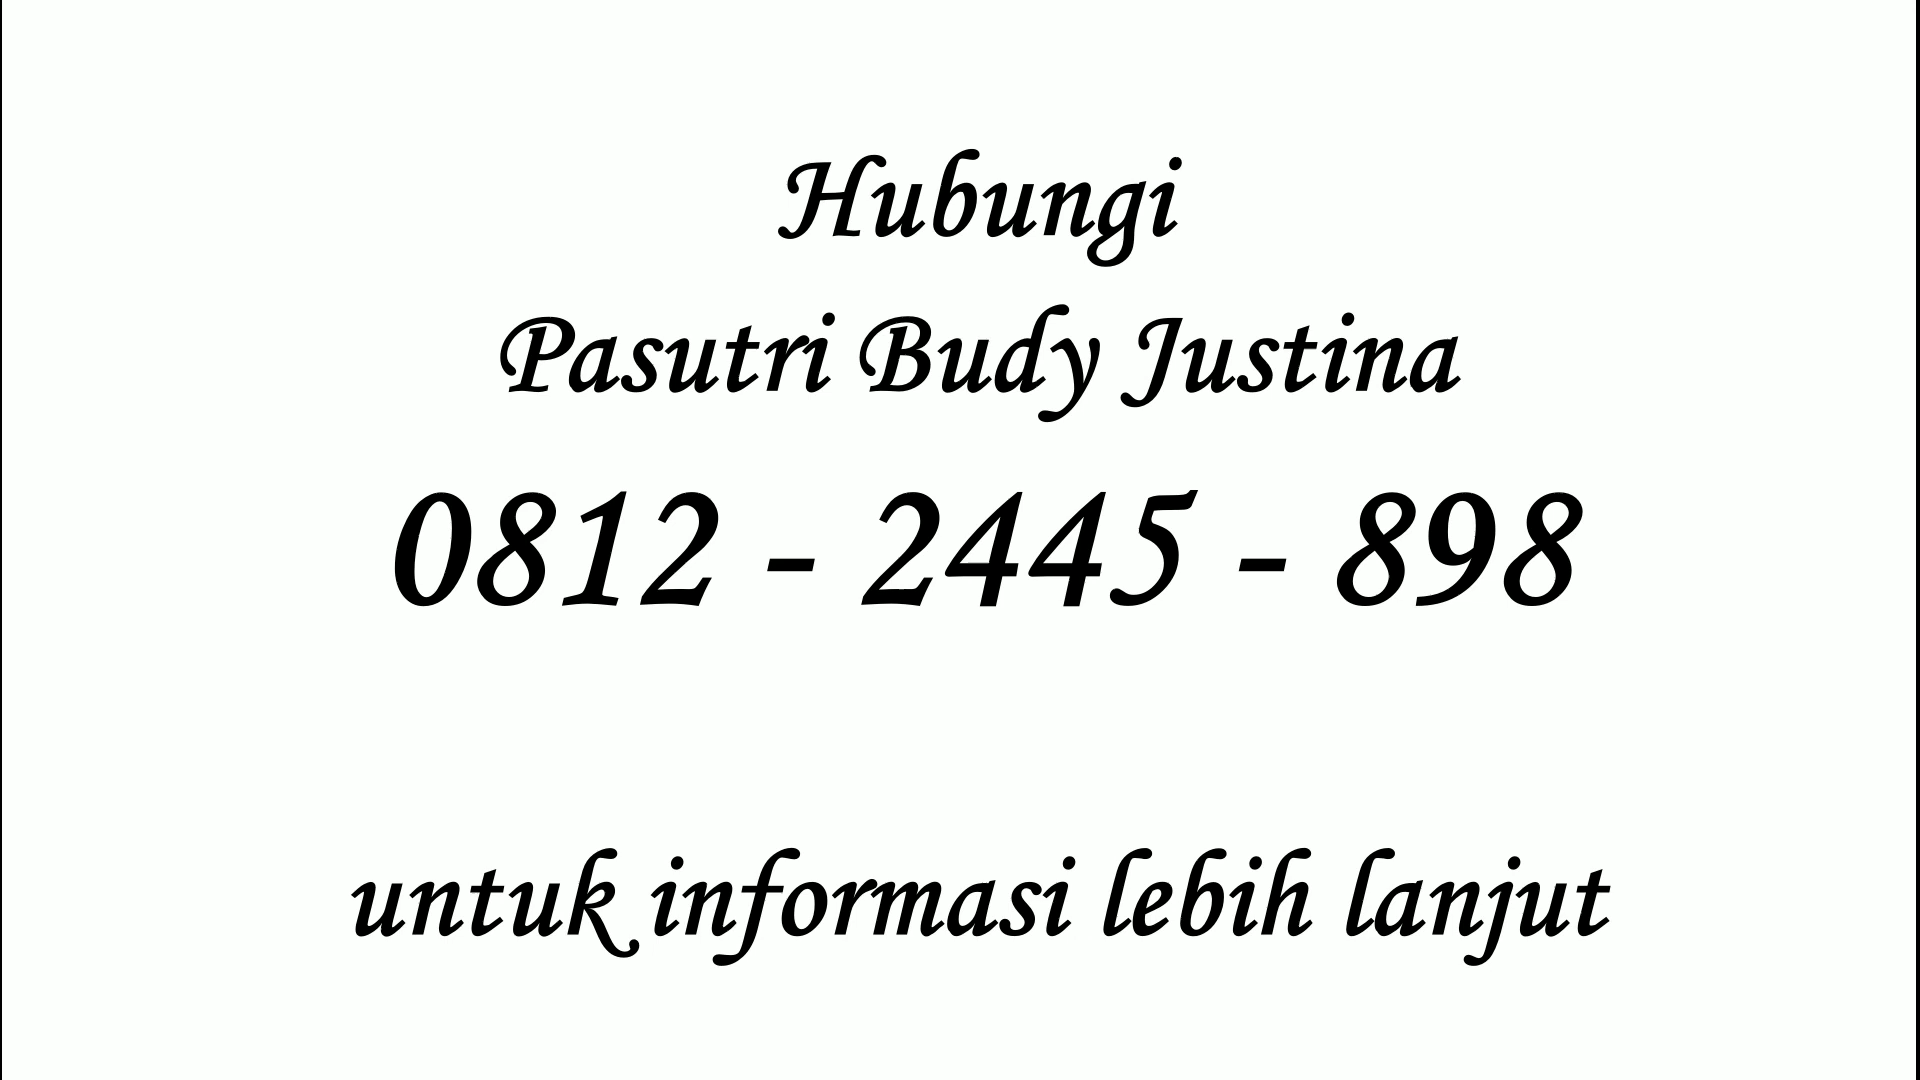 Hubungi
Pasutri Budy Justina
0812 - 2445 - 898
untuk informasi lebih lanjut